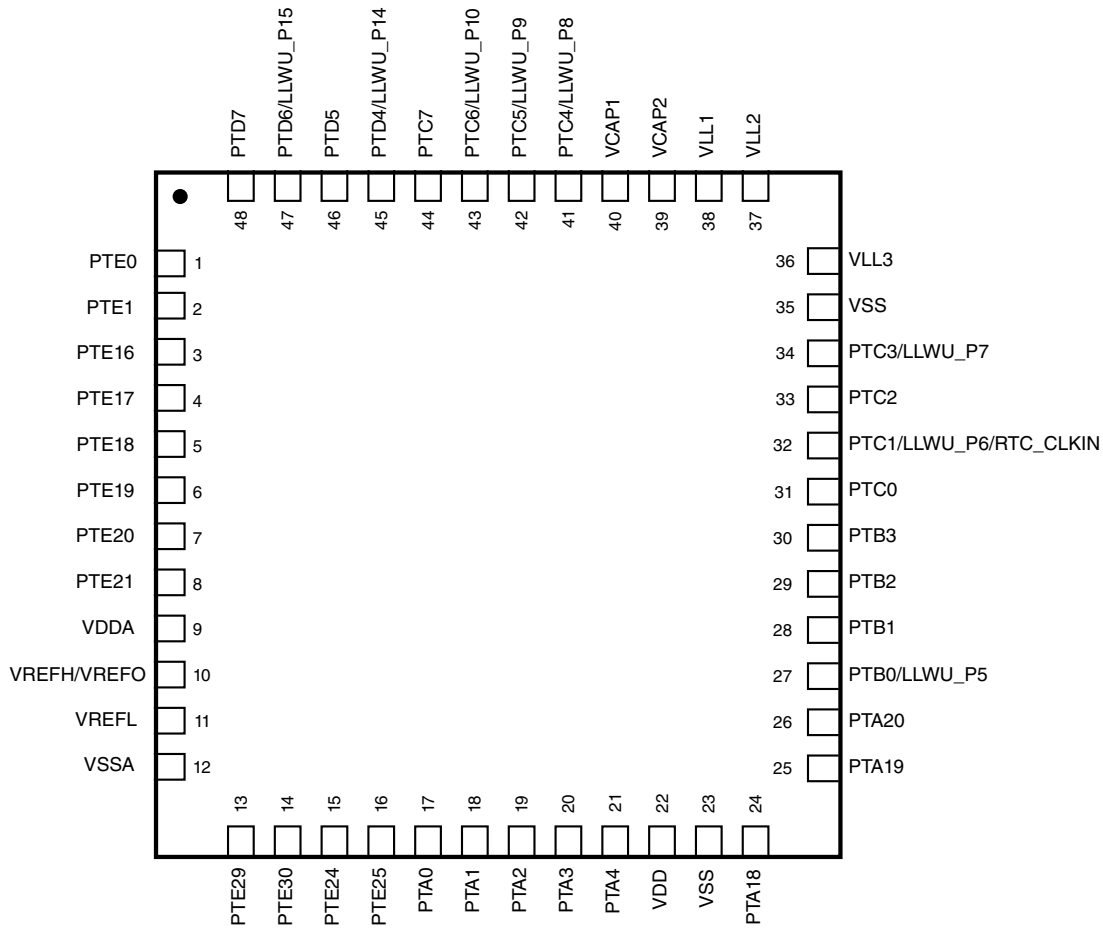 PTD7
PTD6/LLWU_P15
PTD5
PTD4/LLWU_P14
PTC7
PTC6/LLWU_P10
PTC5/LLWU_P9
PTC4/LLWU_P8
VCAP1
VCAP2
VLL1
VLL2
48
47
46
45
44
43
42
41
40
39
38
37
PTE0 1
PTE1 2
PTE16 3
PTE17 4
PTE18 5
PTE19 6
PTE20 7
PTE21 8
VDDA 9
VREFH/VREFO 10
VREFL 11
VSSA 12
36 VLL3
35 VSS
34 PTC3/LLWU_P7
33 PTC2
32 PTC1/LLWU_P6/RTC_CLKIN
31 PTC0
30 PTB3
29 PTB2
28 PTB1
27 PTB0/LLWU_P5
26 PTA20
25 PTA19
13
14
15
16
17
18
19
20
21
22
23
24
PTE29
PTE30
PTE24
PTE25
PTA0
PTA1
PTA2
PTA3
PTA4
VDD
VSS
PTA18